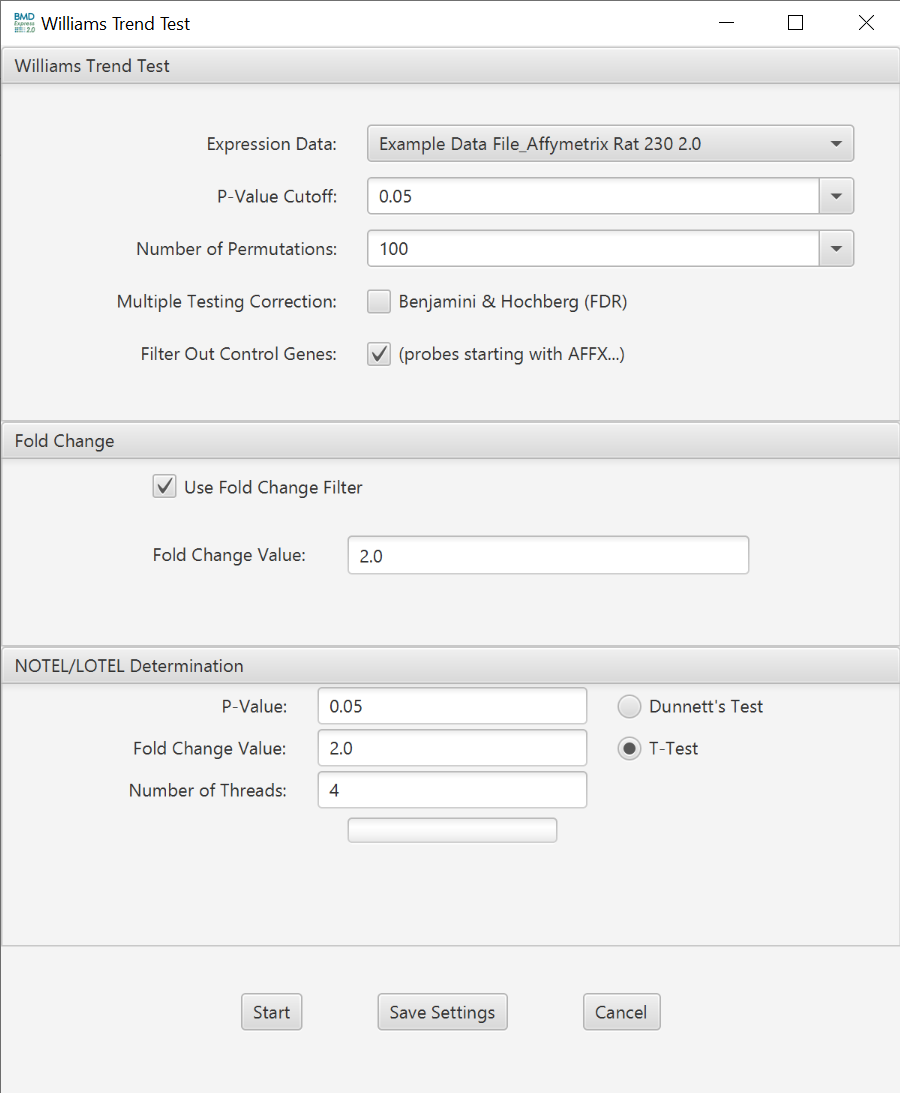 BMD
Express
2.0
Williams Trend Test
Williams Trend Test
Expression Data: Example Data File_Affymetrix Rat 230 2.0
P-Value Cutoff: 0.05
Number of Permutations: 100
Multiple Testing Correction: Benjamini & Hochberg (FDR)
Filter Out Control Genes: (probes starting with AFFX...)
Fold Change
Use Fold Change Filter
Fold Change Value: 2.0
NOTEL/LOTEL Determination
P-Value: 0.05 Dunnett's Test
Fold Change Value: 2.0 T-Test
Number of Threads: 4
Start Save Settings Cancel